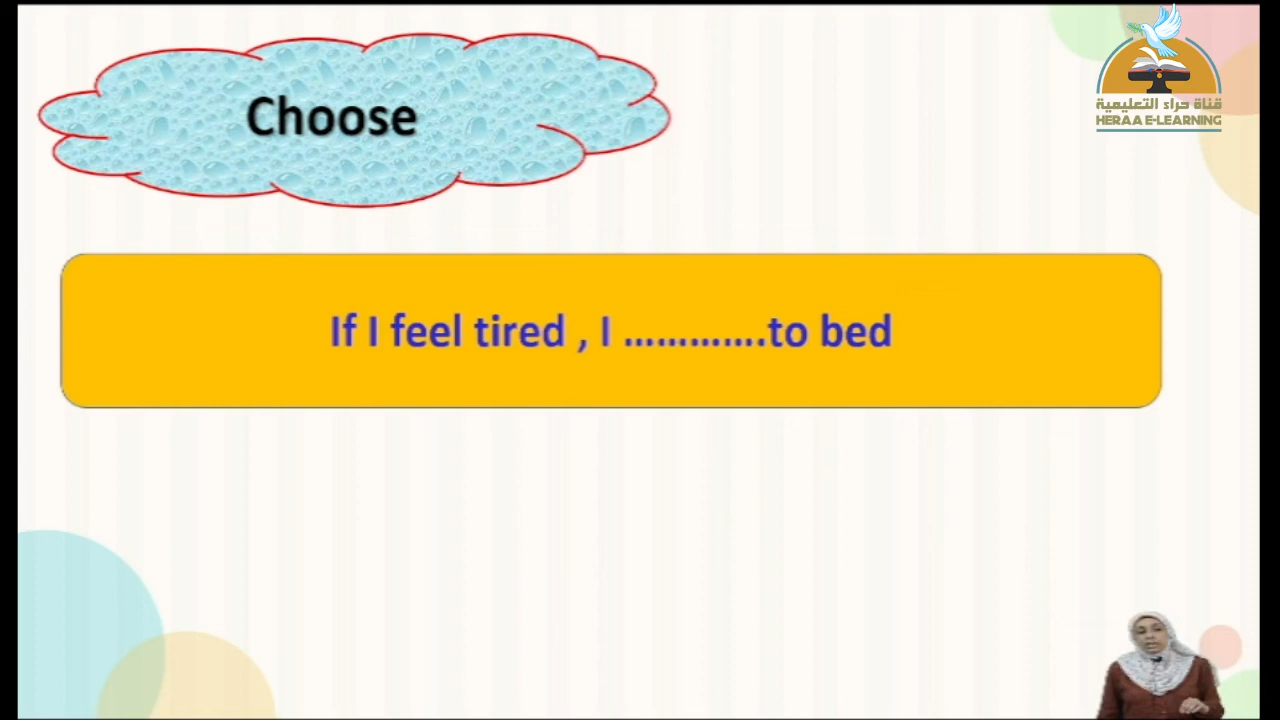 قناة حراء التعليمية
HERAA E-LEARNING
Choose
If I feel tired , I ..............to bed